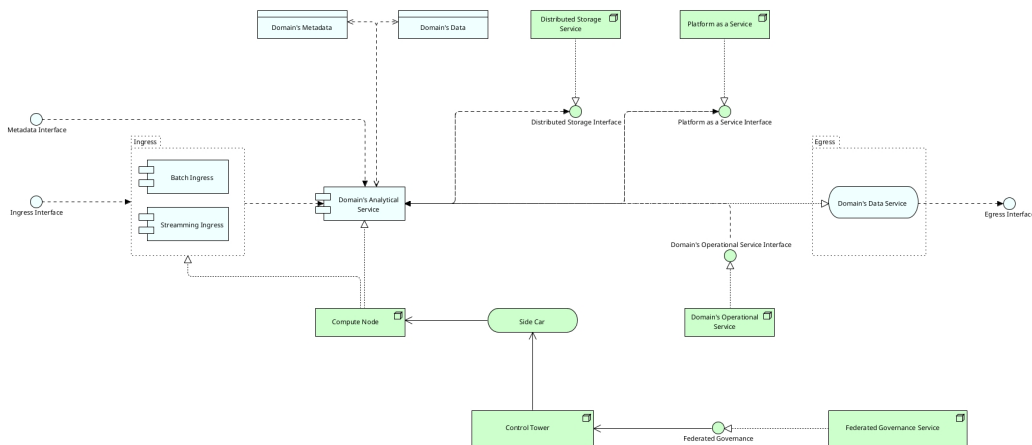 Domain's Metadata
Domain's Data
Distributed Storage
Service
Platform as a Service
Metadata Interface
Distributed Storage Interface
Platform as a Service Interface
Ingress
Egress
Batch Ingress
Ingress Interface
Streamming Ingress
Domain's Analytical
Service
Domain's Data Service
Egress Interface
Domain's Operational Service Interface
Compute Node
Side Car
Domain's Operational
Service
Control Tower
Federated Governance
Federated Governance Service